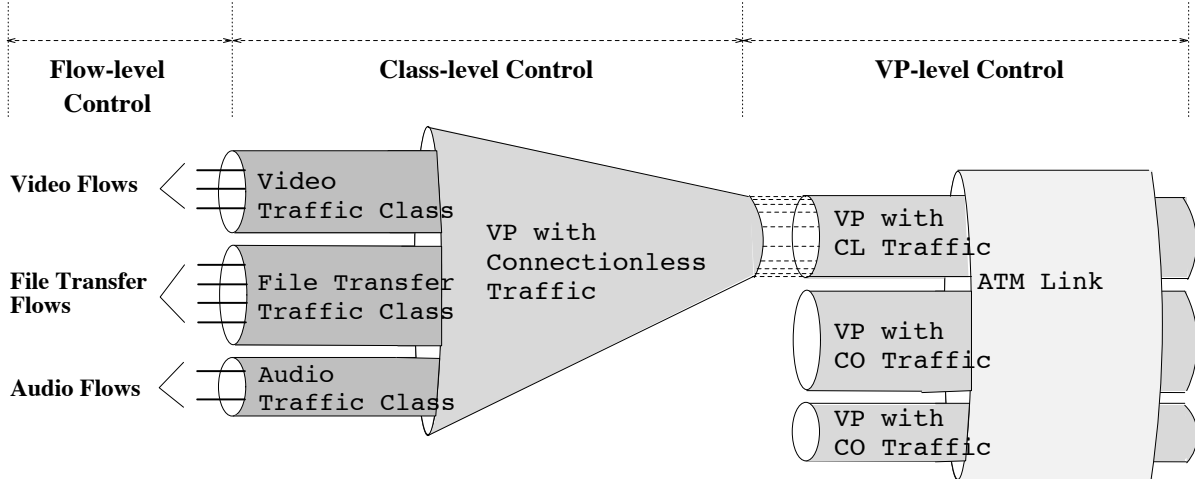 Flow-level
Control
Class-level Control
VP-level Control
Video Flows
Video
Traffic Class
File Transfer
Flows
File Transfer
Traffic Class
Audio Flows
Audio
Traffic Class
VP with
Connectionless
Traffic
VP with
CL Traffic
VP with
CO Traffic
VP with
CO Traffic
ATM Link